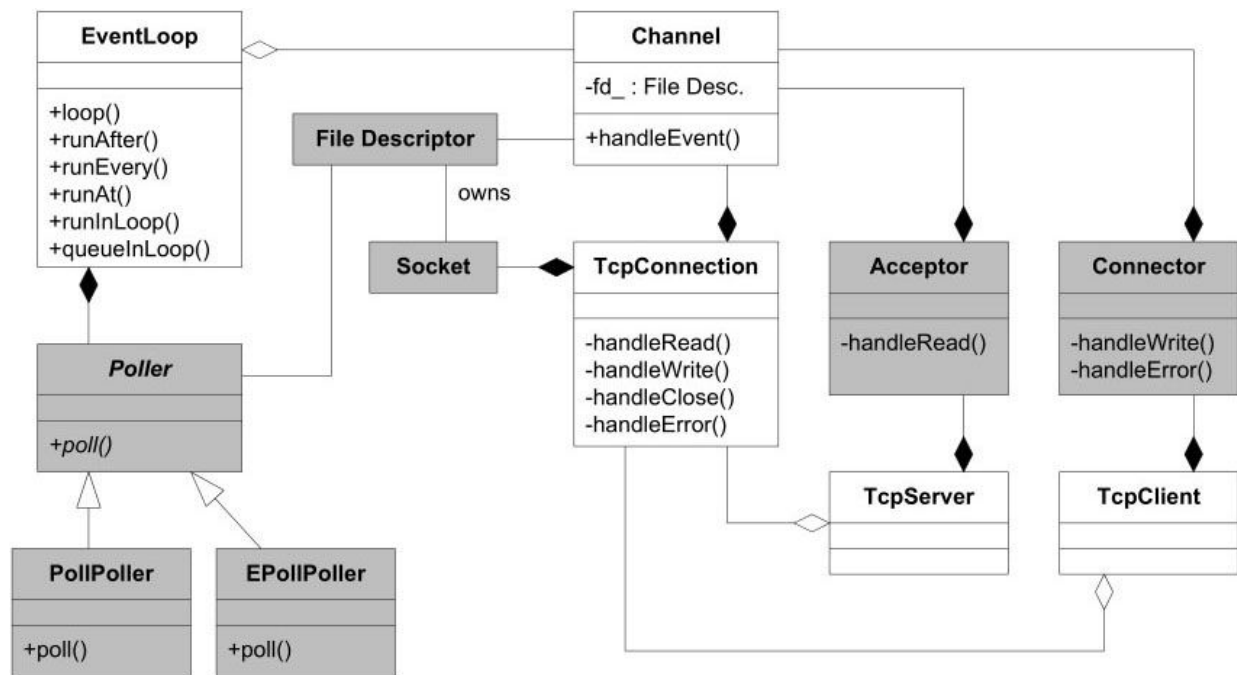 EventLoop
+loop()
+runAfter()
+runEvery()
+runAt()
+runInLoop()
+queueInLoop()
Channel
-fd_ : File Desc.
+handleEvent()
File Descriptor
owns
Socket
TcpConnection
-handleRead()
-handleWrite()
-handleClose()
-handleError()
Acceptor
-handleRead()
Connector
-handleWrite()
-handleError()
Poller
+poll()
TcpServer
TcpClient
PollPoller
+poll()
EPollPoller
+poll()